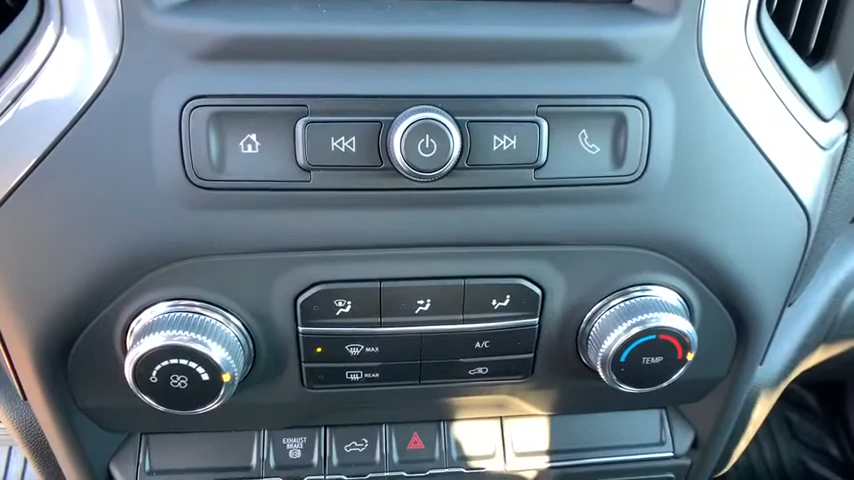 MAX
A/C
REAR
TEMP
EXHAUST
BRAKE